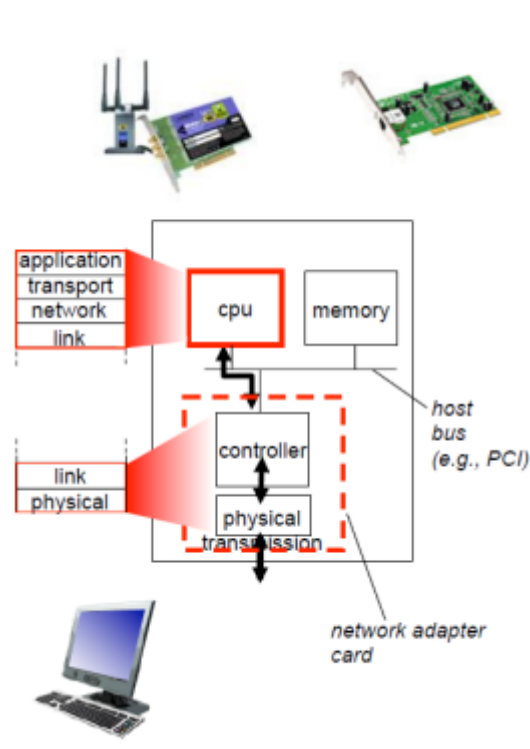 application
transport
network
link
cpu
memory
host
bus
(e.g., PCI)
controller
link
physical
physical
transmission
network adapter
card